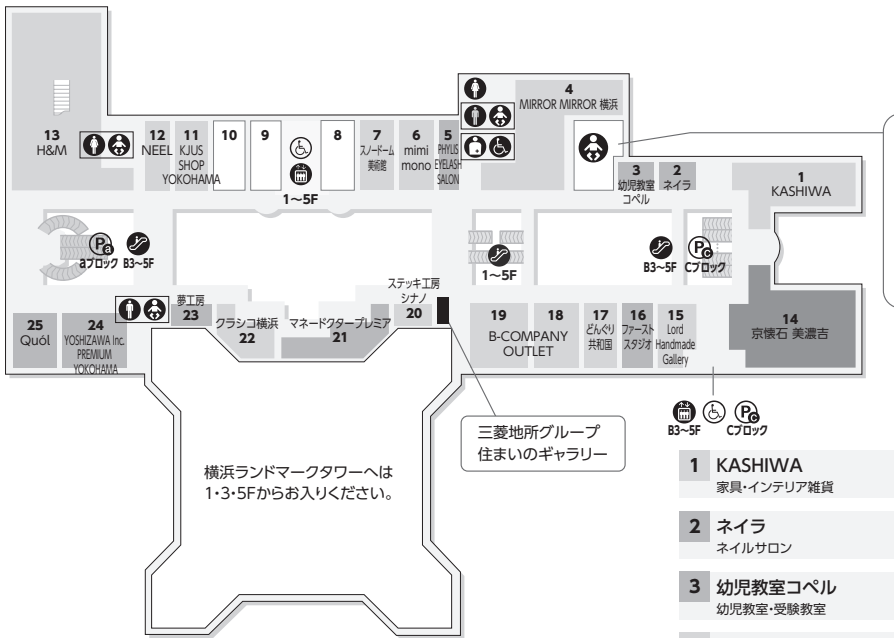 4
MIRROR MIRROR 横浜
13
H&M
12
NEEL
11
KJUS
SHOP
YOKOHAMA
10
9
1〜5F
8
7
スノードーム
美術館
6
mimi
mono
5
PHYLIS
EYELASH
SALON
3
幼児教室
コペル
2
ネイラ
1
KASHIWA
P a
aブロック
B3〜5F
1〜5F
B3〜5F
P C
Cブロック
25
Quól
24
YOSHIZAWA Inc.
PREMIUM
YOKOHAMA
夢工房
23
クラシコ横浜
22
マネードクタープレミア
21
ステッキ工房
シナノ
20
19
18
B-COMPANY
OUTLET
17
どんぐり
共和国
16
ファースト
スタジオ
15
Lord
Handmade
Gallery
14
京懐石 美濃吉
B3〜5F
P C
Cブロック
三菱地所グループ
住まいのギャラリー
横浜ランドマークタワーへは
1・3・5Fからお入りください。
1 KASHIWA
家具・インテリア雑貨
2 ネイラ
ネイルサロン
3 幼児教室コペル
幼児教室・受験教室